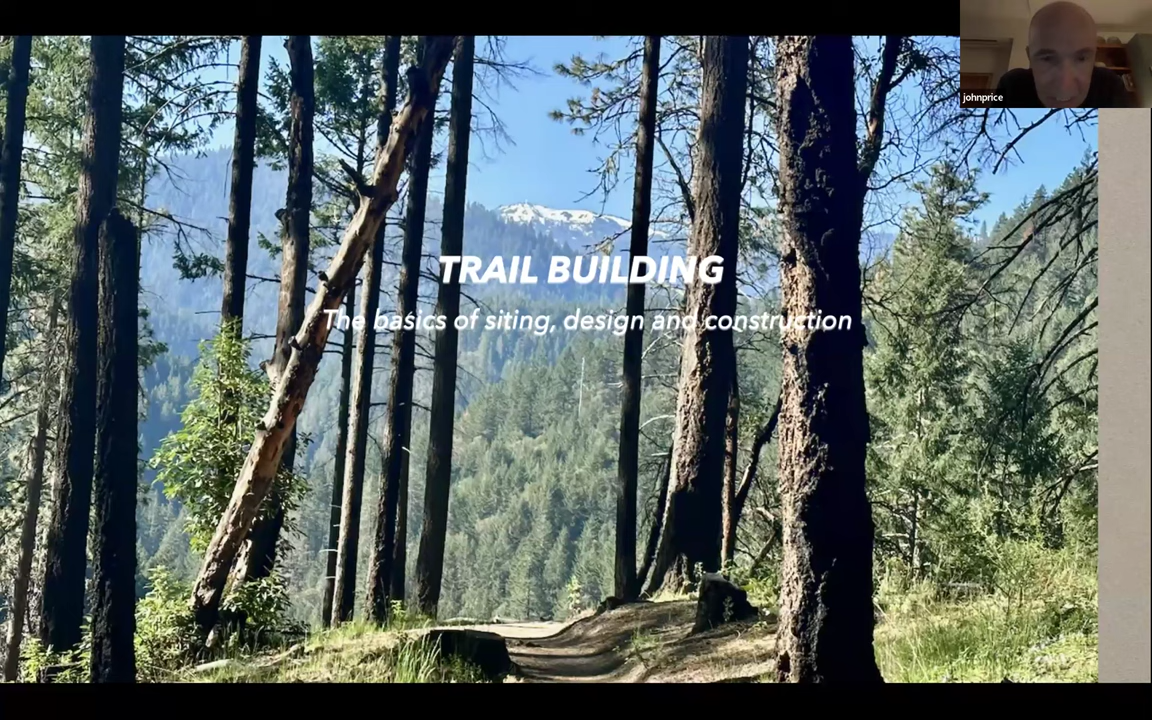 johnprice
TRAIL BUILDING
The basics of siting, design and construction